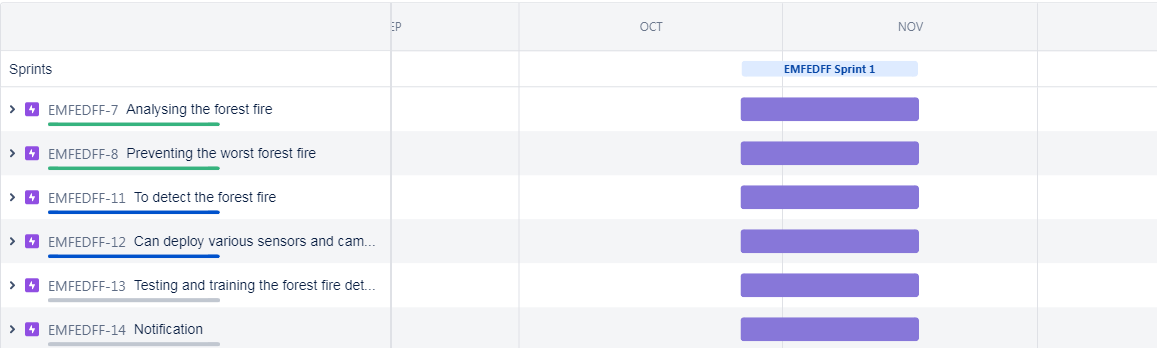 EP OCT NOV
Sprints EMFEDFF Sprint 1
EMFEDFF-7 Analysing the forest fire
EMFEDFF-8 Preventing the worst forest fire
EMFEDFF-11 To detect the forest fire
EMFEDFF-12 Can deploy various sensors and cam...
EMFEDFF-13 Testing and training the forest fire det...
EMFEDFF-14 Notification